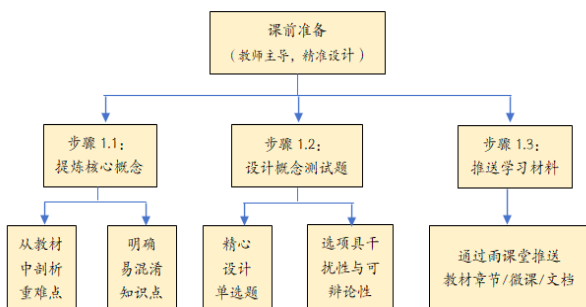 课前准备
（教师主导，精准设计）
步骤 1.1：
提炼核心概念
步骤 1.2：
设计概念测试题
步骤 1.3：
推送学习材料
从教材
中剖析
重难点
明确
易混淆
知识点
精心
设计
单选题
选项具干
扰性与可
辩论性
通过雨课堂推送
教材章节/微课/文档